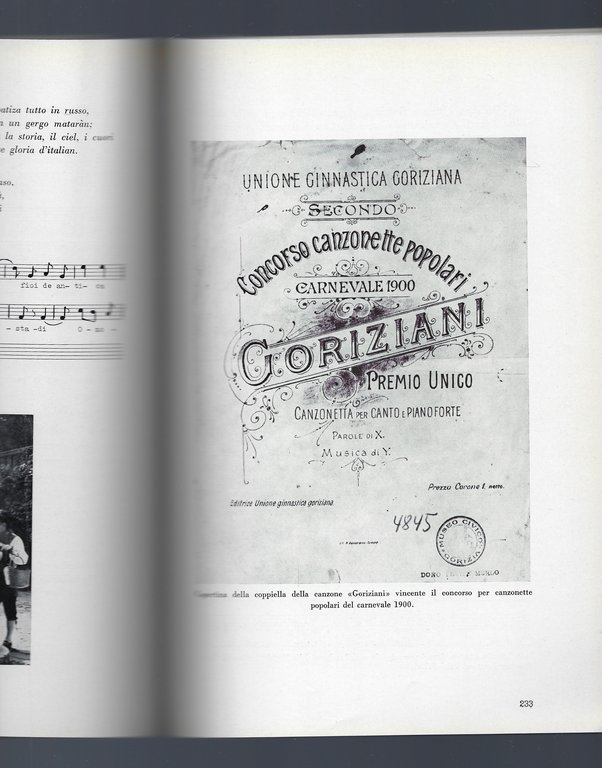 tutto in russo,
un gergo mataràn;
la storia, il ciel, i cuori
gloria d'italian.
fioi de an- ti- ca
- sta -di O - mo -
UNIONE GINNASTICA GORIZIANA
SECONDO
Concorso canzonette popolari
CARNEVALE 1900
GORIZIANI
PREMIO UNICO
CANZONETTA PER CANTO E PIANOFORTE
PAROLE DI X.
Musica di Y.
Prezzo Corone 1. netto.
Editrice Unione ginnastica goriziana
4845
MUSEO CIVICO
GORIZIA
DONO
della coppiella della canzone «Goriziani» vincente il concorso per canzonette
popolari del carnevale 1900.
233